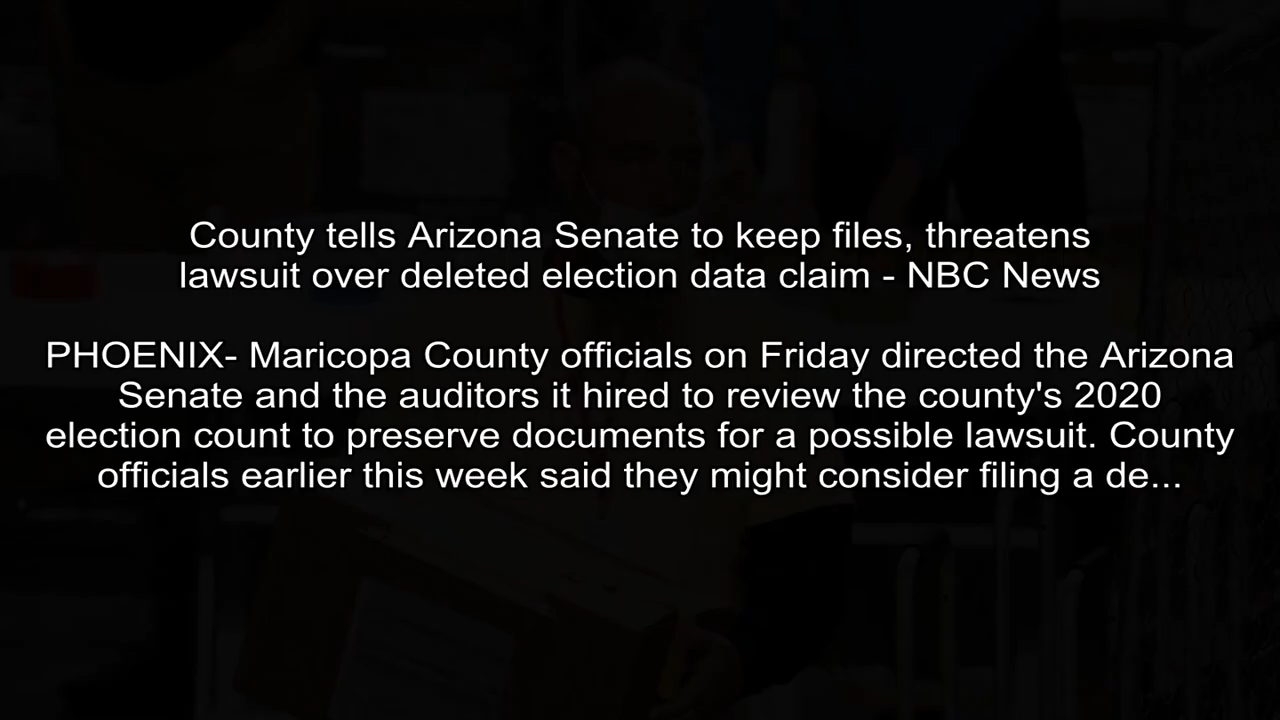 County tells Arizona Senate to keep files, threatens
lawsuit over deleted election data claim - NBC News
PHOENIX- Maricopa County officials on Friday directed the Arizona
Senate and the auditors it hired to review the county's 2020
election count to preserve documents for a possible lawsuit. County
officials earlier this week said they might consider filing a de...